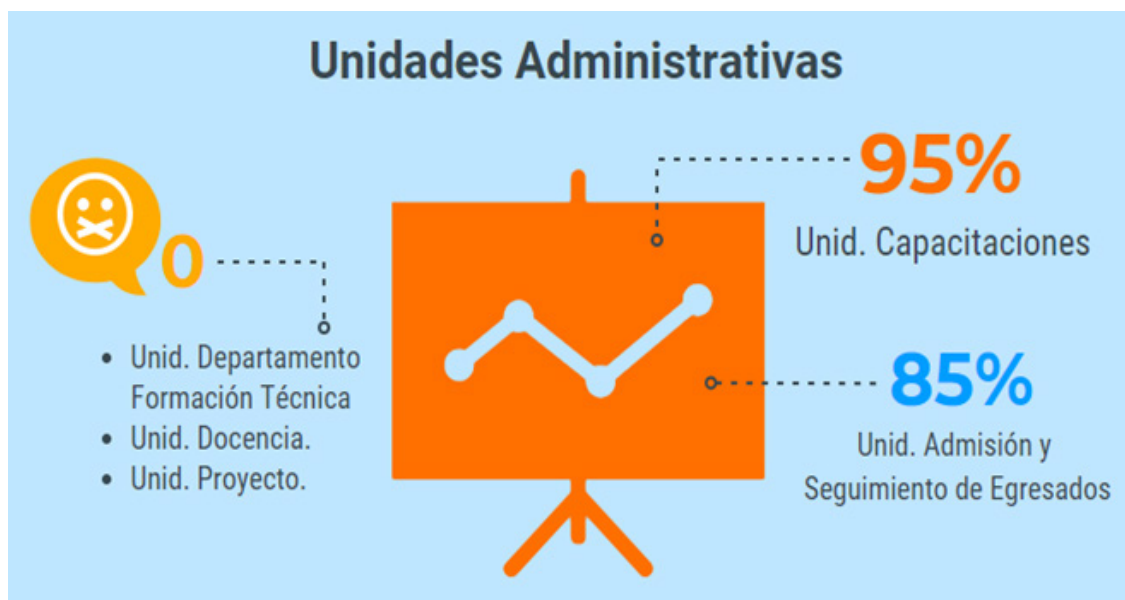 Unidades Administrativas
95%
Unid. Capacitaciones
0
• Unid. Departamento
Formación Técnica
• Unid. Docencia.
• Unid. Proyecto.
85%
Unid. Admisión y
Seguimiento de Egresados